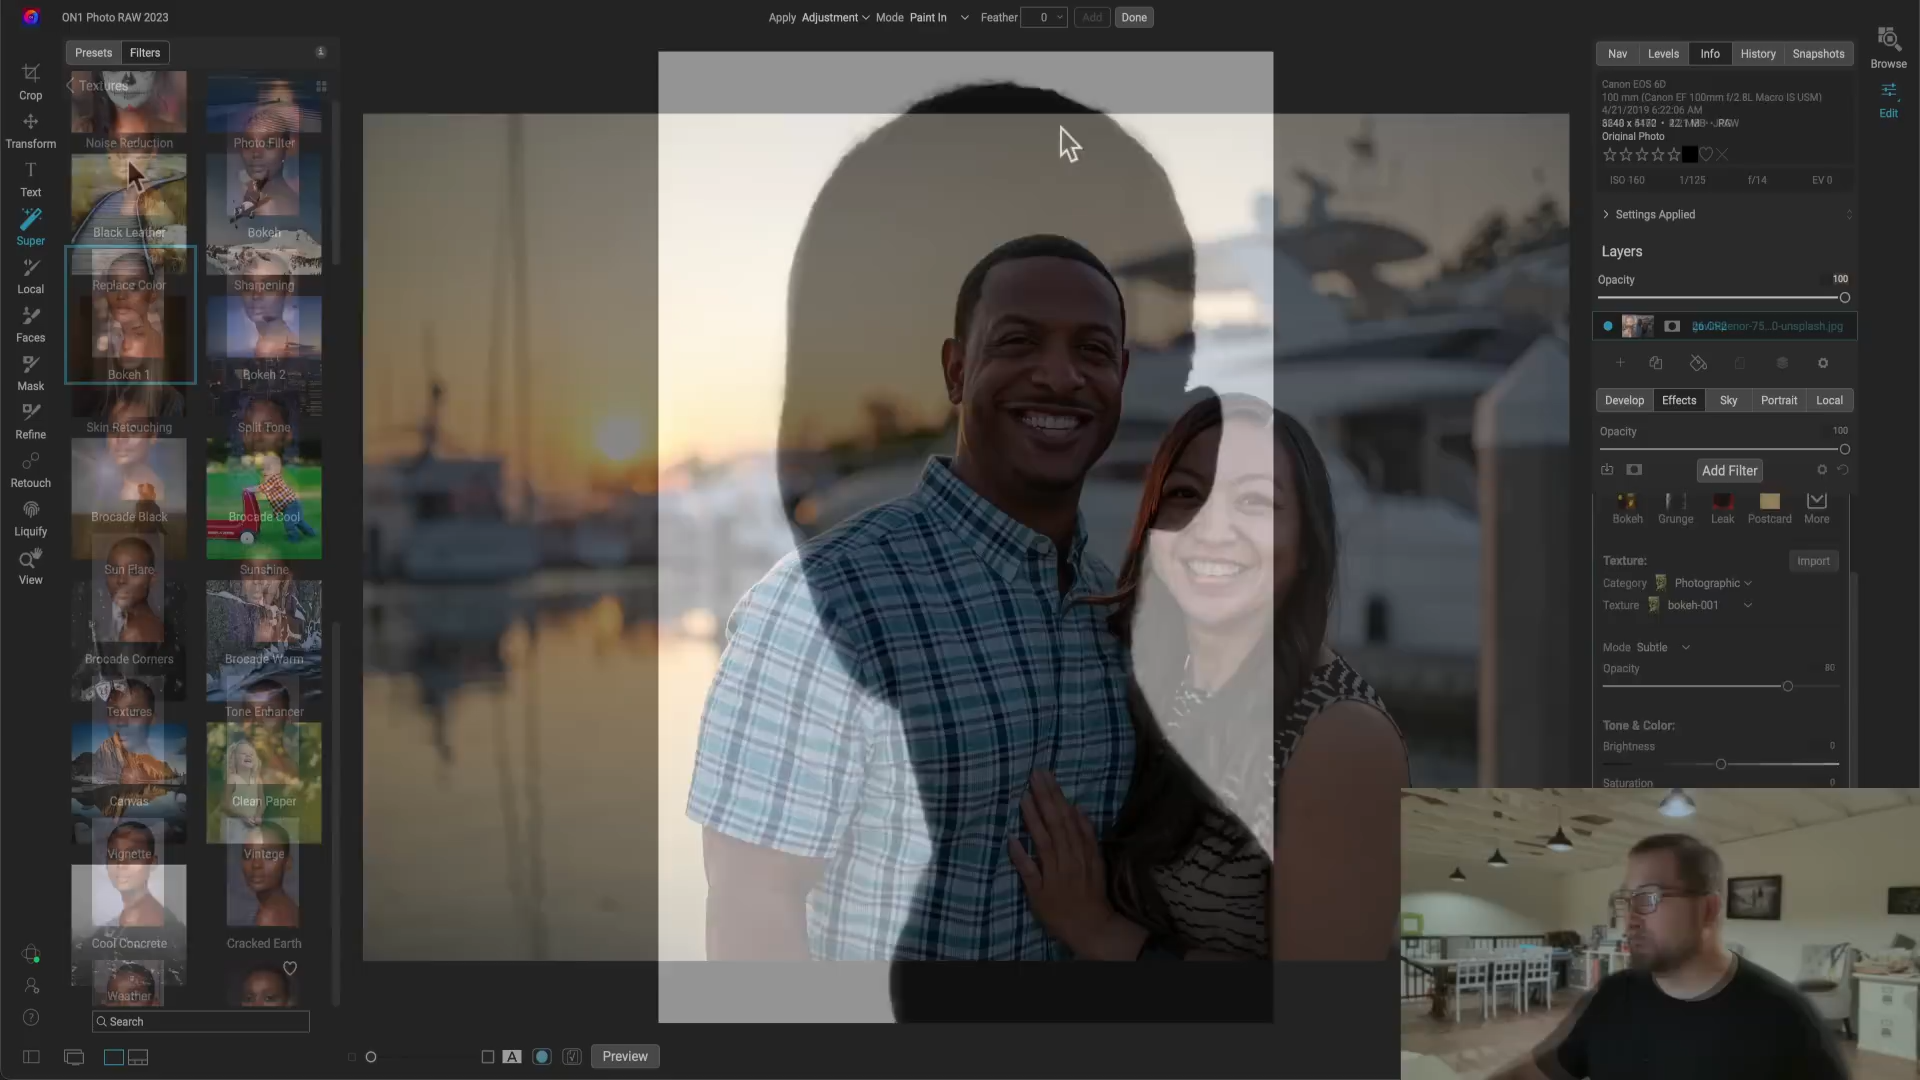 ON1 Photo RAW 2023
Apply Adjustment Mode Paint In Feather 0 Add Done
Presets Filters
Textures
Noise Reduction Photo Filter
Black Leather Bokeh
Replace Color Sharpening
Bokeh 1 Bokeh 2
Skin Retouching Split Tone
Brocade Black Brocade Cool
Sun Flare Sunshine
Brocade Corners Brocade Warm
Textures Tone Enhancer
Canvas Clean Paper
Vignette Vintage
Cool Concrete Cracked Earth
Weather
Search
Crop
Transform
Text
Super
Local
Faces
Mask
Refine
Retouch
Liquify
View
A Preview
Nav Levels Info History Snapshots
Browse
Edit
Canon EOS 6D
100 mm (Canon EF 100mm f/2.8L Macro IS USM)
4/21/2019 6:22:06 AM
Original Photo
ISO 160 1/125 f/14 EV 0
Settings Applied
Layers
Opacity 100
0-unsplash.jpg
Develop Effects Sky Portrait Local
Opacity 100
Add Filter
Bokeh Grunge Leak Postcard More
Texture: Import
Category Photographic
Texture bokeh-001
Mode Subtle
Opacity 80
Tone & Color:
Brightness 0
Saturation 0